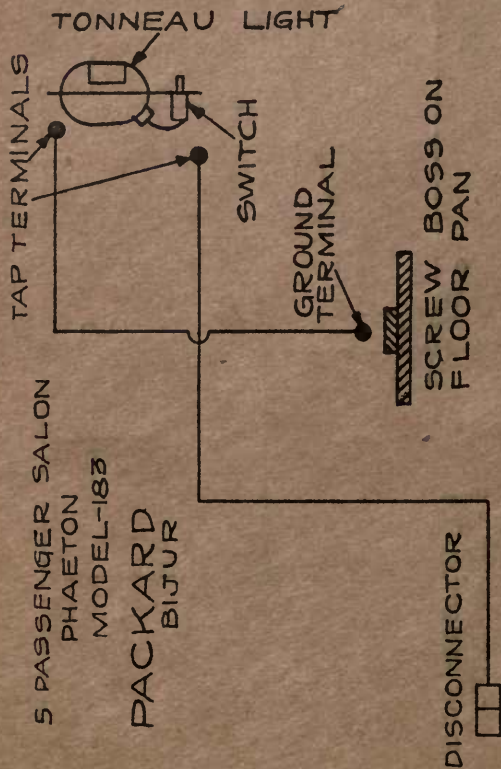 5 PASSENGER SALON
PHAETON
MODEL-183
PACKARD
BIJUR
TONNEAU LIGHT
TAP TERMINALS
SWITCH
GROUND
TERMINAL
SCREW BOSS ON
FLOOR PAN
DISCONNECTOR